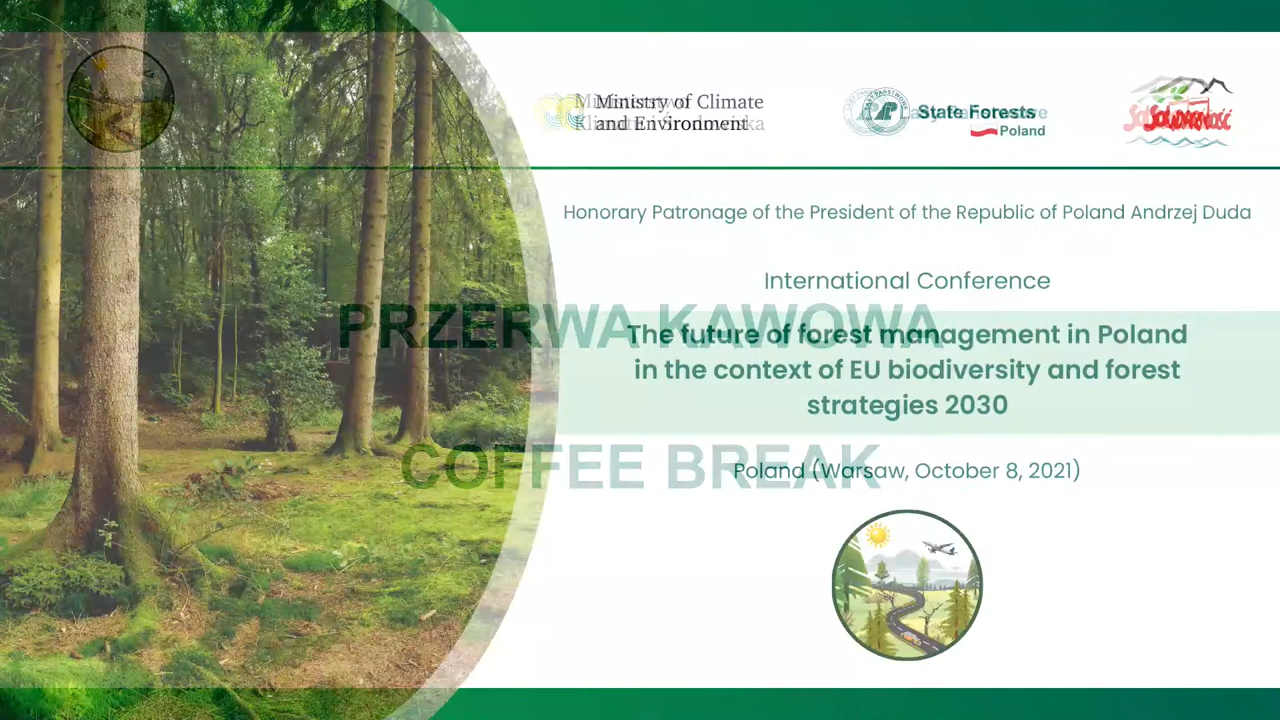 Ministry of Climate
and Environment
State Forests
Poland
Solidarność
Honorary Patronage of the President of the Republic of Poland Andrzej Duda
International Conference
PRZERWA KAWOWA
The future of forest management in Poland
in the context of EU biodiversity and forest
strategies 2030
COFFEE BREAK
Poland (Warsaw, October 8, 2021)